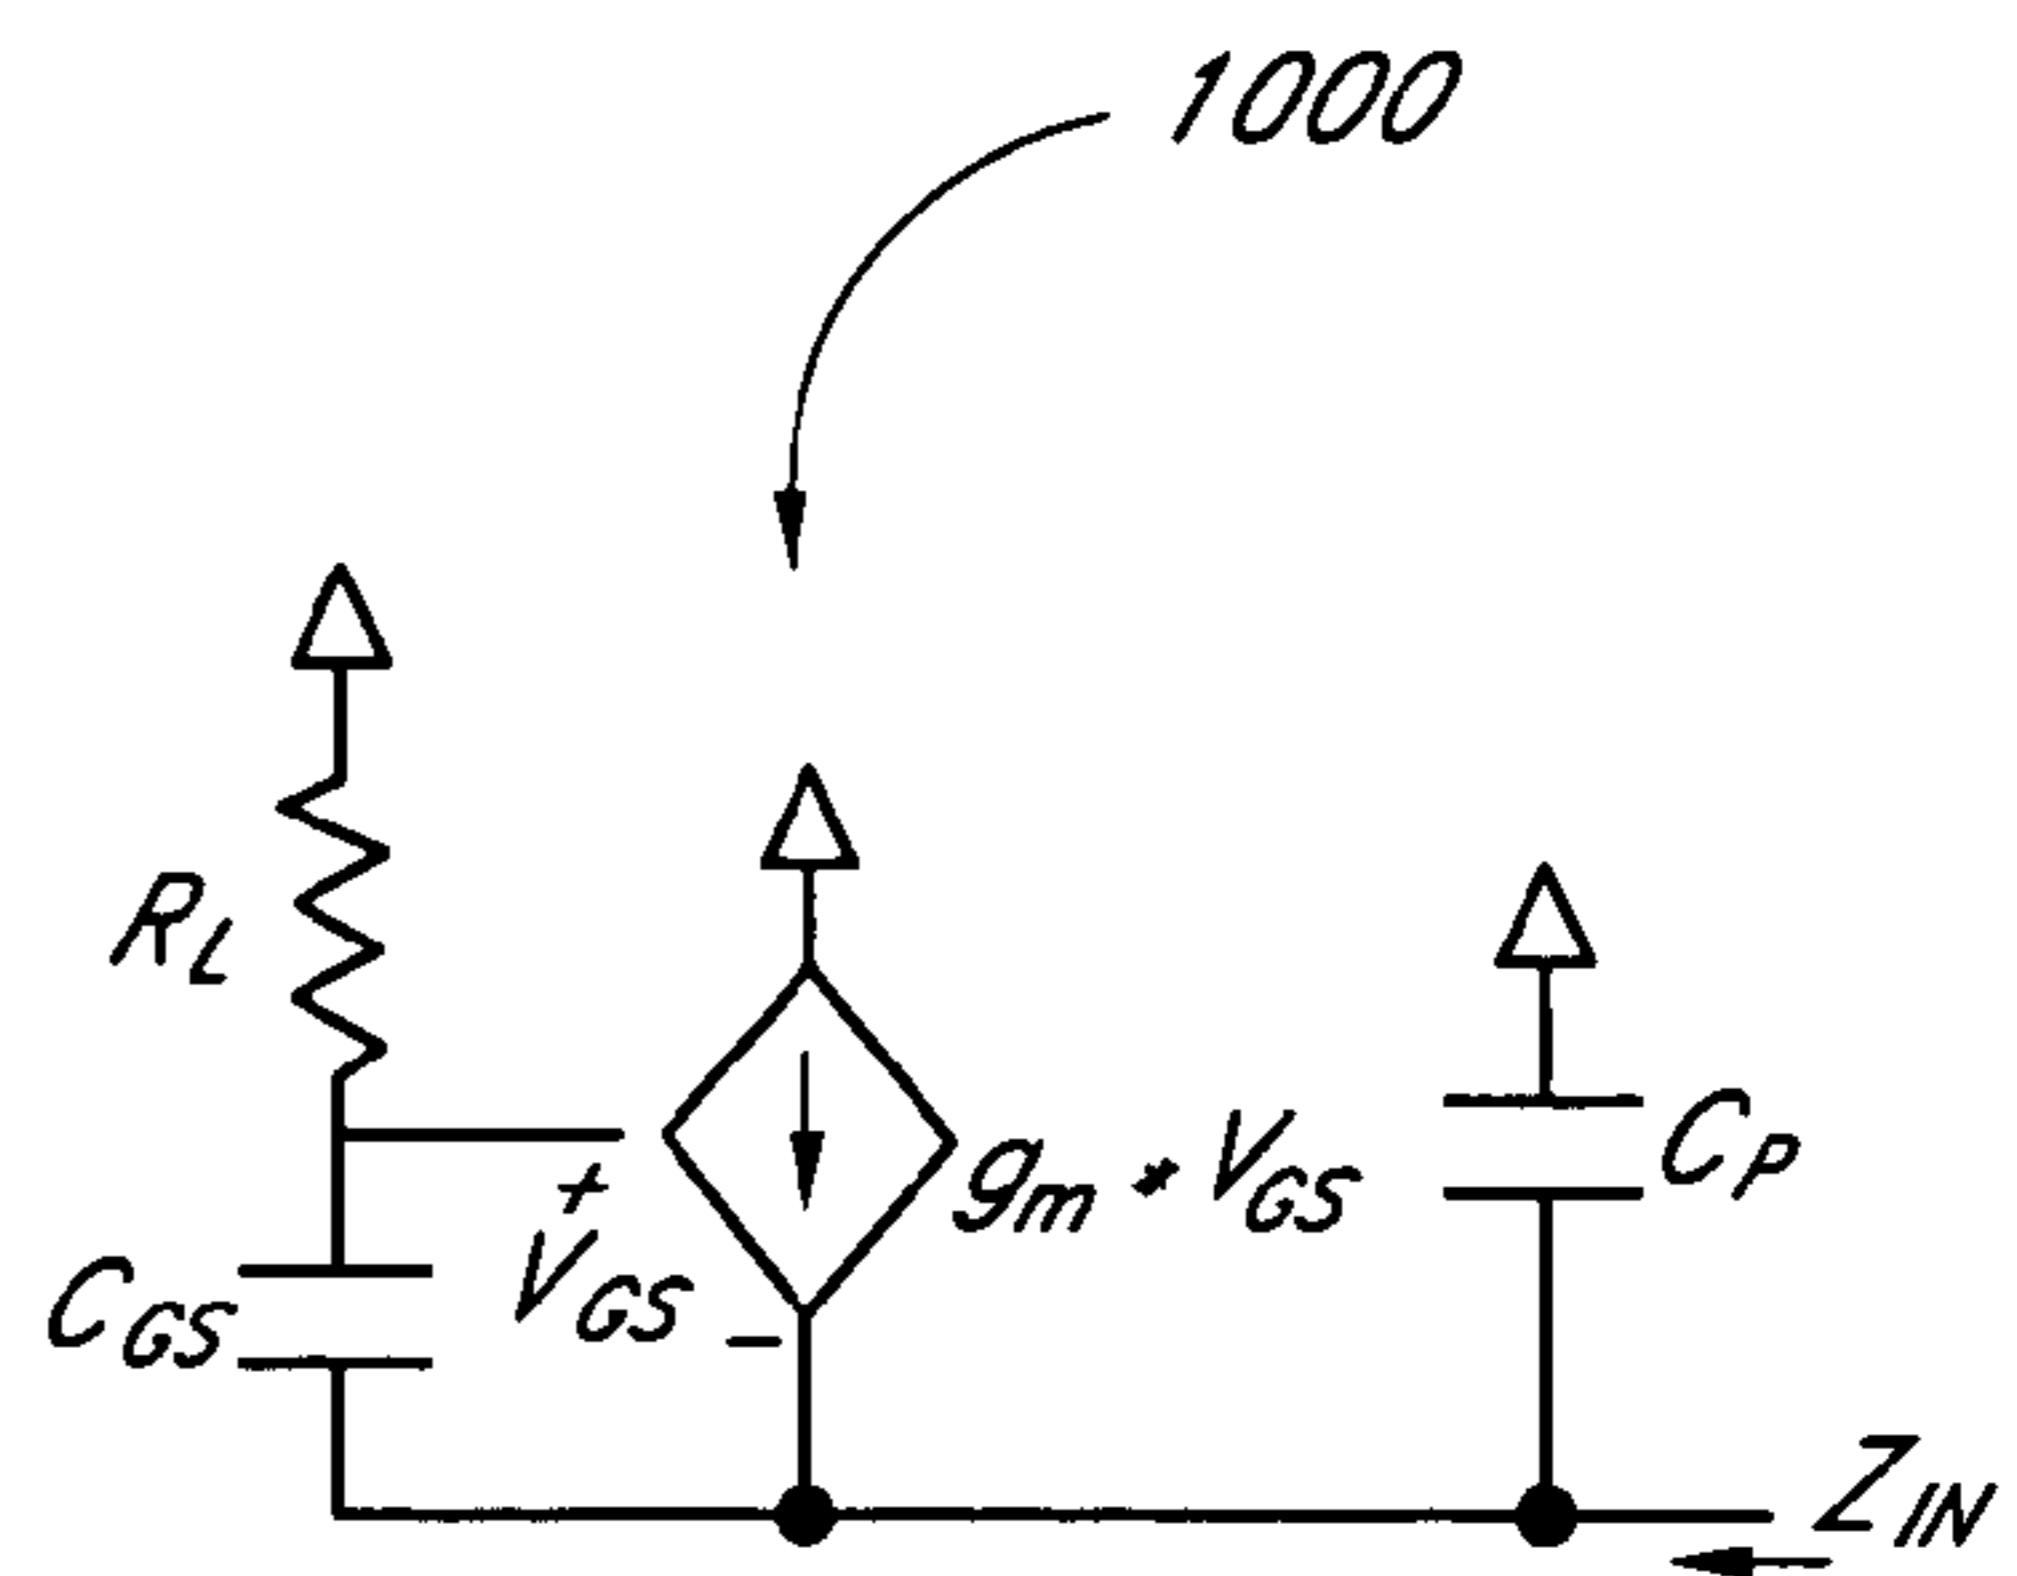 1000
R_L
g_m * V_GS
C_P
+
V_GS
-
C_GS
Z_IN